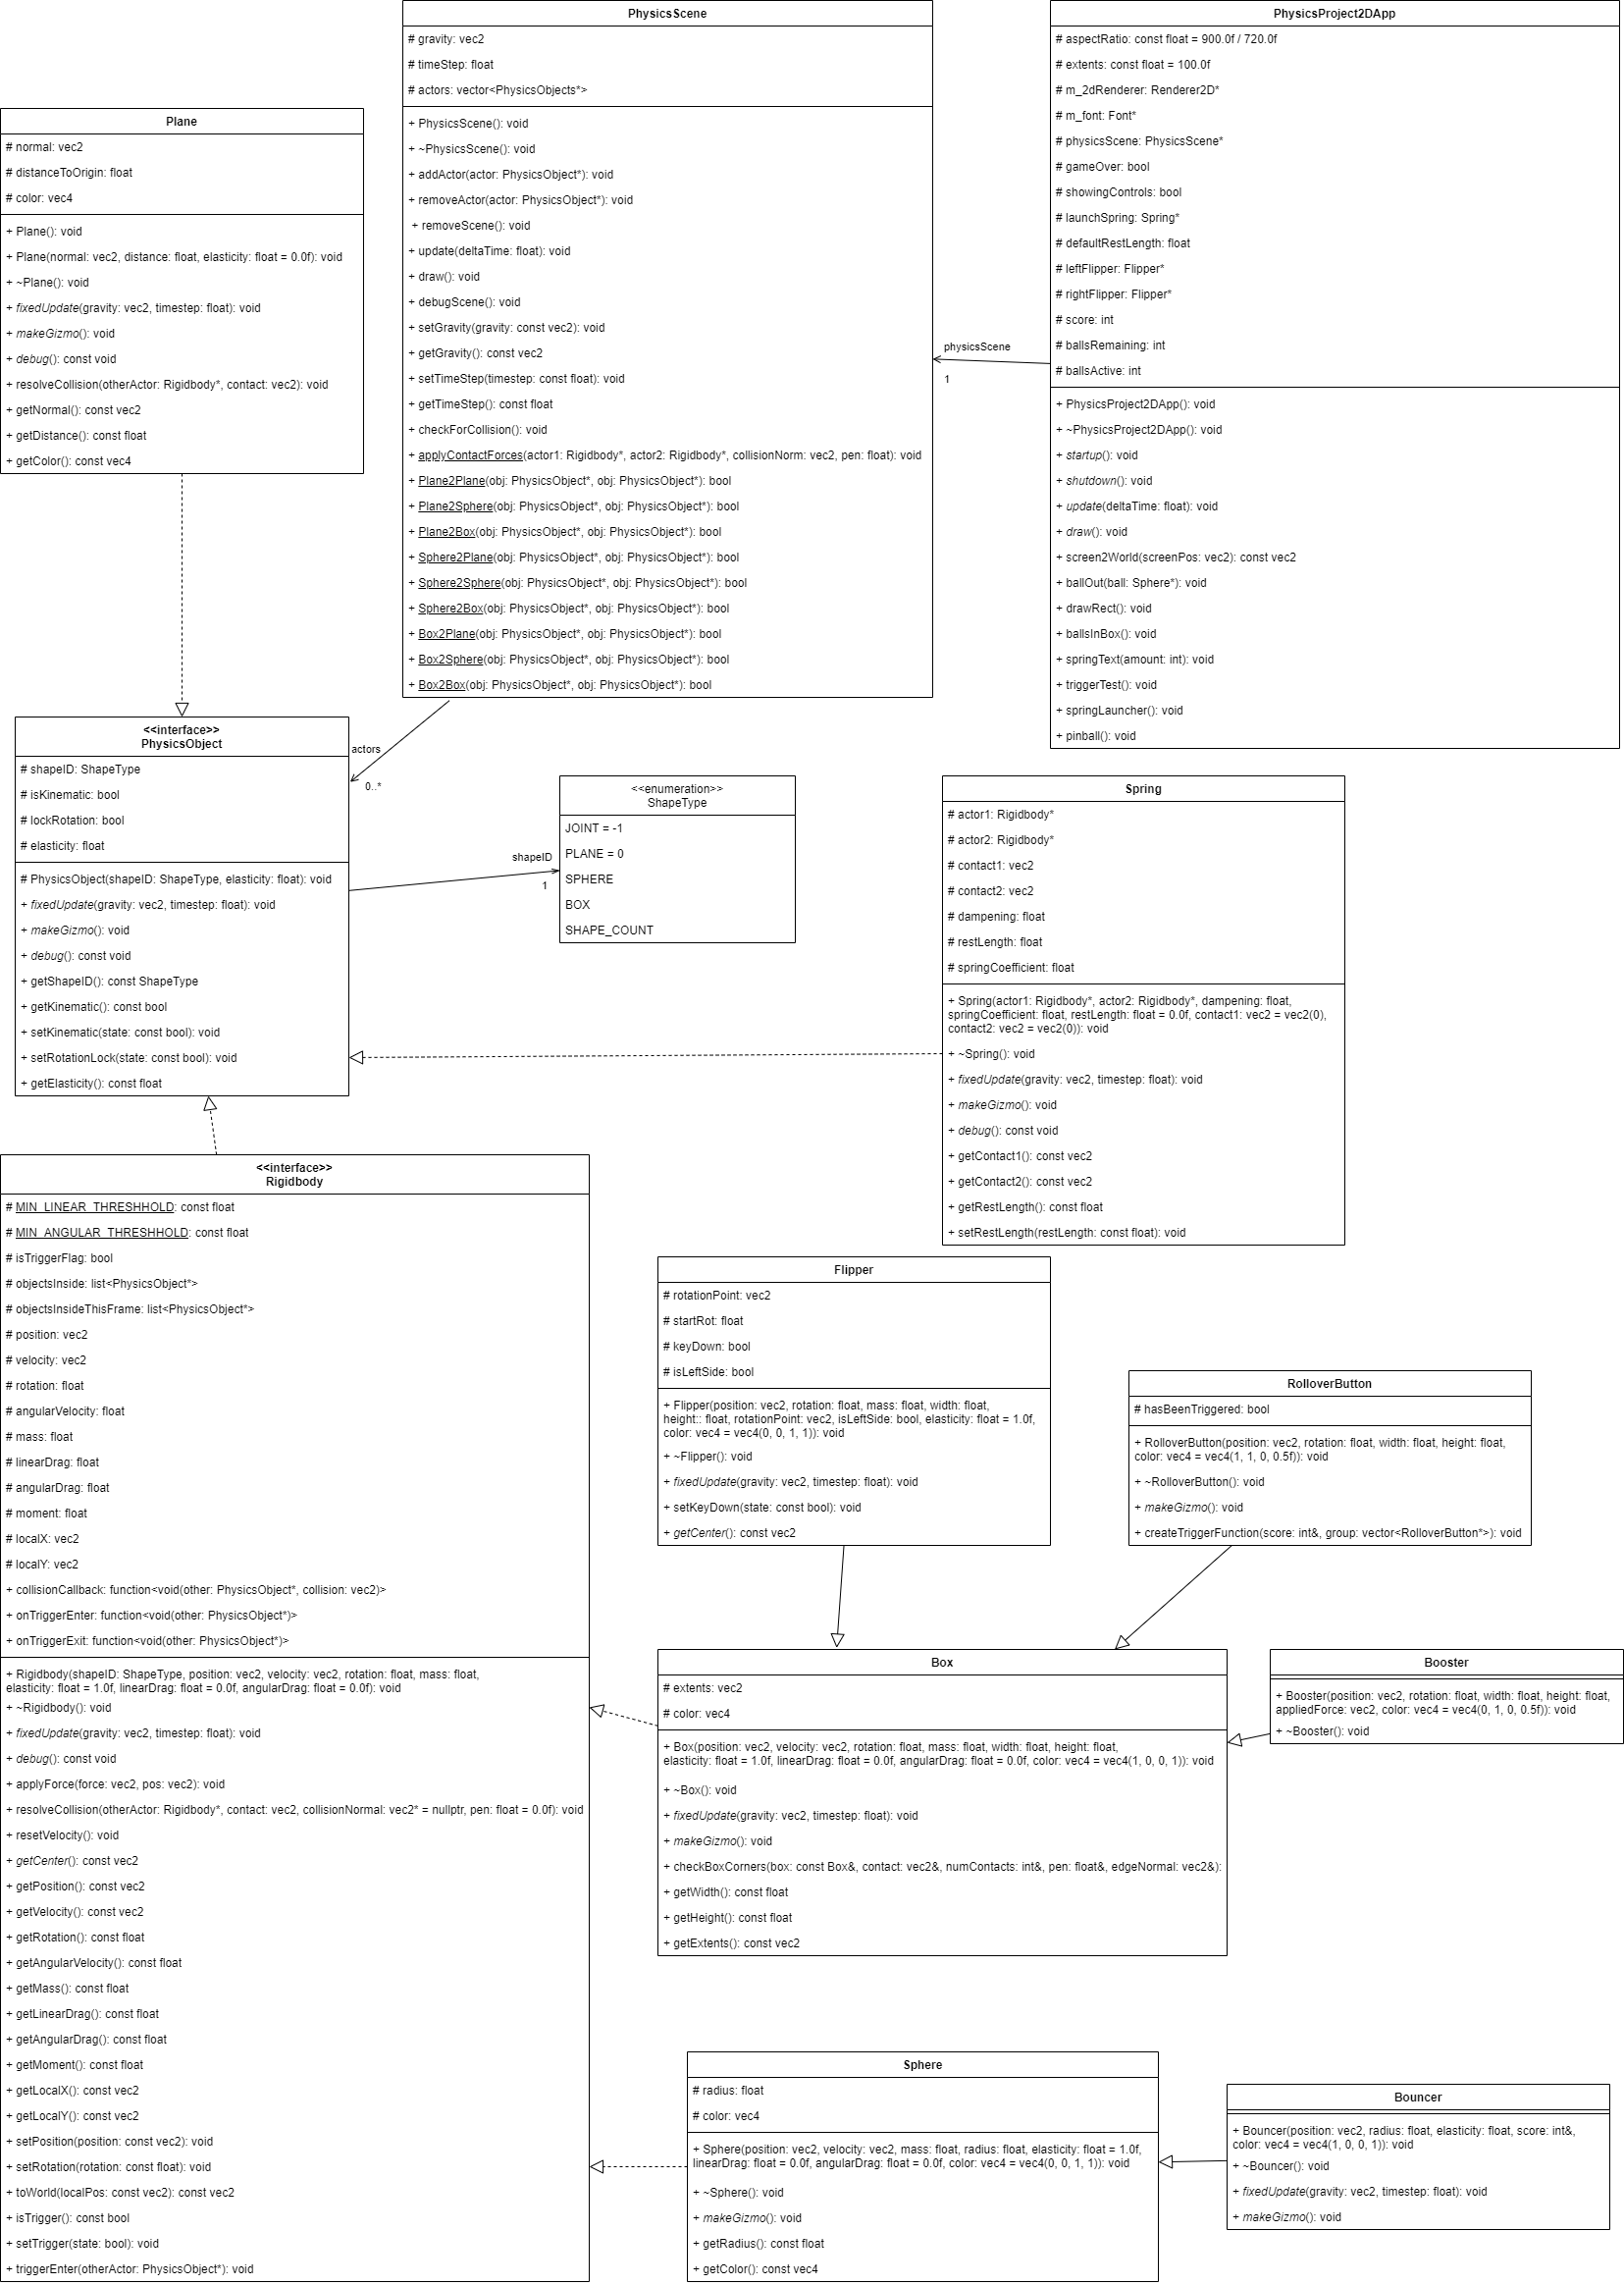 PhysicsScene
# gravity: vec2
# timeStep: float
# actors: vector<PhysicsObjects*>
+ PhysicsScene(): void
+ ~PhysicsScene(): void
+ addActor(actor: PhysicsObject*): void
+ removeActor(actor: PhysicsObject*): void
+ removeScene(): void
+ update(deltaTime: float): void
+ draw(): void
+ debugScene(): void
+ setGravity(gravity: const vec2): void
+ getGravity(): const vec2
+ setTimeStep(timestep: const float): void
+ getTimeStep(): const float
+ checkForCollision(): void
+ applyContactForces(actor1: Rigidbody*, actor2: Rigidbody*, collisionNorm: vec2, pen: float): void
+ Plane2Plane(obj: PhysicsObject*, obj: PhysicsObject*): bool
+ Plane2Sphere(obj: PhysicsObject*, obj: PhysicsObject*): bool
+ Plane2Box(obj: PhysicsObject*, obj: PhysicsObject*): bool
+ Sphere2Plane(obj: PhysicsObject*, obj: PhysicsObject*): bool
+ Sphere2Sphere(obj: PhysicsObject*, obj: PhysicsObject*): bool
+ Sphere2Box(obj: PhysicsObject*, obj: PhysicsObject*): bool
+ Box2Plane(obj: PhysicsObject*, obj: PhysicsObject*): bool
+ Box2Sphere(obj: PhysicsObject*, obj: PhysicsObject*): bool
+ Box2Box(obj: PhysicsObject*, obj: PhysicsObject*): bool
PhysicsProject2DApp
# aspectRatio: const float = 900.0f / 720.0f
# extents: const float = 100.0f
# m_2dRenderer: Renderer2D*
# m_font: Font*
# physicsScene: PhysicsScene*
# gameOver: bool
# showingControls: bool
# launchSpring: Spring*
# defaultRestLength: float
# leftFlipper: Flipper*
# rightFlipper: Flipper*
# score: int
# ballsRemaining: int
# ballsActive: int
+ PhysicsProject2DApp(): void
+ ~PhysicsProject2DApp(): void
+ startup(): void
+ shutdown(): void
+ update(deltaTime: float): void
+ draw(): void
+ screen2World(screenPos: vec2): const vec2
+ ballOut(ball: Sphere*): void
+ drawRect(): void
+ ballsInBox(): void
+ springText(amount: int): void
+ triggerTest(): void
+ springLauncher(): void
+ pinball(): void
physicsScene
1
Plane
# normal: vec2
# distanceToOrigin: float
# color: vec4
+ Plane(): void
+ Plane(normal: vec2, distance: float, elasticity: float = 0.0f): void
+ ~Plane(): void
+ fixedUpdate(gravity: vec2, timestep: float): void
+ makeGizmo(): void
+ debug(): const void
+ resolveCollision(otherActor: Rigidbody*, contact: vec2): void
+ getNormal(): const vec2
+ getDistance(): const float
+ getColor(): const vec4
<<interface>>
PhysicsObject
# shapeID: ShapeType
# isKinematic: bool
# lockRotation: bool
# elasticity: float
# PhysicsObject(shapeID: ShapeType, elasticity: float): void
+ fixedUpdate(gravity: vec2, timestep: float): void
+ makeGizmo(): void
+ debug(): const void
+ getShapeID(): const ShapeType
+ getKinematic(): const bool
+ setKinematic(state: const bool): void
+ setRotationLock(state: const bool): void
+ getElasticity(): const float
actors
0..*
shapeID
1
<<enumeration>>
ShapeType
JOINT = -1
PLANE = 0
SPHERE
BOX
SHAPE_COUNT
Spring
# actor1: Rigidbody*
# actor2: Rigidbody*
# contact1: vec2
# contact2: vec2
# dampening: float
# restLength: float
# springCoefficient: float
+ Spring(actor1: Rigidbody*, actor2: Rigidbody*, dampening: float,
springCoefficient: float, restLength: float = 0.0f, contact1: vec2 = vec2(0),
contact2: vec2 = vec2(0)): void
+ ~Spring(): void
+ fixedUpdate(gravity: vec2, timestep: float): void
+ makeGizmo(): void
+ debug(): const void
+ getContact1(): const vec2
+ getContact2(): const vec2
+ getRestLength(): const float
+ setRestLength(restLength: const float): void
<<interface>>
Rigidbody
# MIN_LINEAR_THRESHHOLD: const float
# MIN_ANGULAR_THRESHHOLD: const float
# isTriggerFlag: bool
# objectsInside: list<PhysicsObject*>
# objectsInsideThisFrame: list<PhysicsObject*>
# position: vec2
# velocity: vec2
# rotation: float
# angularVelocity: float
# mass: float
# linearDrag: float
# angularDrag: float
# moment: float
# localX: vec2
# localY: vec2
+ collisionCallback: function<void(other: PhysicsObject*, collision: vec2)>
+ onTriggerEnter: function<void(other: PhysicsObject*)>
+ onTriggerExit: function<void(other: PhysicsObject*)>
+ Rigidbody(shapeID: ShapeType, position: vec2, velocity: vec2, rotation: float, mass: float,
elasticity: float = 1.0f, linearDrag: float = 0.0f, angularDrag: float = 0.0f): void
+ ~Rigidbody(): void
+ fixedUpdate(gravity: vec2, timestep: float): void
+ debug(): const void
+ applyForce(force: vec2, pos: vec2): void
+ resolveCollision(otherActor: Rigidbody*, contact: vec2, collisionNormal: vec2* = nullptr, pen: float = 0.0f): void
+ resetVelocity(): void
+ getCenter(): const vec2
+ getPosition(): const vec2
+ getVelocity(): const vec2
+ getRotation(): const float
+ getAngularVelocity(): const float
+ getMass(): const float
+ getLinearDrag(): const float
+ getAngularDrag(): const float
+ getMoment(): const float
+ getLocalX(): const vec2
+ getLocalY(): const vec2
+ setPosition(position: const vec2): void
+ setRotation(rotation: const float): void
+ toWorld(localPos: const vec2): const vec2
+ isTrigger(): const bool
+ setTrigger(state: bool): void
+ triggerEnter(otherActor: PhysicsObject*): void
Flipper
# rotationPoint: vec2
# startRot: float
# keyDown: bool
# isLeftSide: bool
+ Flipper(position: vec2, rotation: float, mass: float, width: float,
height:: float, rotationPoint: vec2, isLeftSide: bool, elasticity: float = 1.0f,
color: vec4 = vec4(0, 0, 1, 1)): void
+ ~Flipper(): void
+ fixedUpdate(gravity: vec2, timestep: float): void
+ setKeyDown(state: const bool): void
+ getCenter(): const vec2
RolloverButton
# hasBeenTriggered: bool
+ RolloverButton(position: vec2, rotation: float, width: float, height: float,
color: vec4 = vec4(1, 1, 0, 0.5f)): void
+ ~RolloverButton(): void
+ makeGizmo(): void
+ createTriggerFunction(score: int&, group: vector<RolloverButton*>): void
Box
# extents: vec2
# color: vec4
+ Box(position: vec2, velocity: vec2, rotation: float, mass: float, width: float, height: float,
elasticity: float = 1.0f, linearDrag: float = 0.0f, angularDrag: float = 0.0f, color: vec4 = vec4(1, 0, 0, 1)): void
+ ~Box(): void
+ fixedUpdate(gravity: vec2, timestep: float): void
+ makeGizmo(): void
+ checkBoxCorners(box: const Box&, contact: vec2&, numContacts: int&, pen: float&, edgeNormal: vec2&):
+ getWidth(): const float
+ getHeight(): const float
+ getExtents(): const vec2
Booster
+ Booster(position: vec2, rotation: float, width: float, height: float,
appliedForce: vec2, color: vec4 = vec4(0, 1, 0, 0.5f)): void
+ ~Booster(): void
Sphere
# radius: float
# color: vec4
+ Sphere(position: vec2, velocity: vec2, mass: float, radius: float, elasticity: float = 1.0f,
linearDrag: float = 0.0f, angularDrag: float = 0.0f, color: vec4 = vec4(0, 0, 1, 1)): void
+ ~Sphere(): void
+ makeGizmo(): void
+ getRadius(): const float
+ getColor(): const vec4
Bouncer
+ Bouncer(position: vec2, radius: float, elasticity: float, score: int&,
color: vec4 = vec4(1, 0, 0, 1)): void
+ ~Bouncer(): void
+ fixedUpdate(gravity: vec2, timestep: float): void
+ makeGizmo(): void